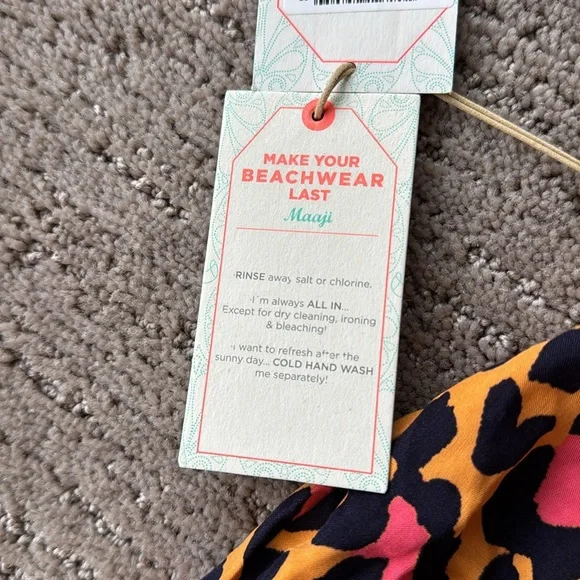 MAKE YOUR
BEACHWEAR
LAST
Maaji
·RINSE away salt or chlorine.
·I'm always ALL IN...
Except for dry cleaning, ironing
& bleaching!
·I want to refresh after the
sunny day... COLD HAND WASH
me separately!